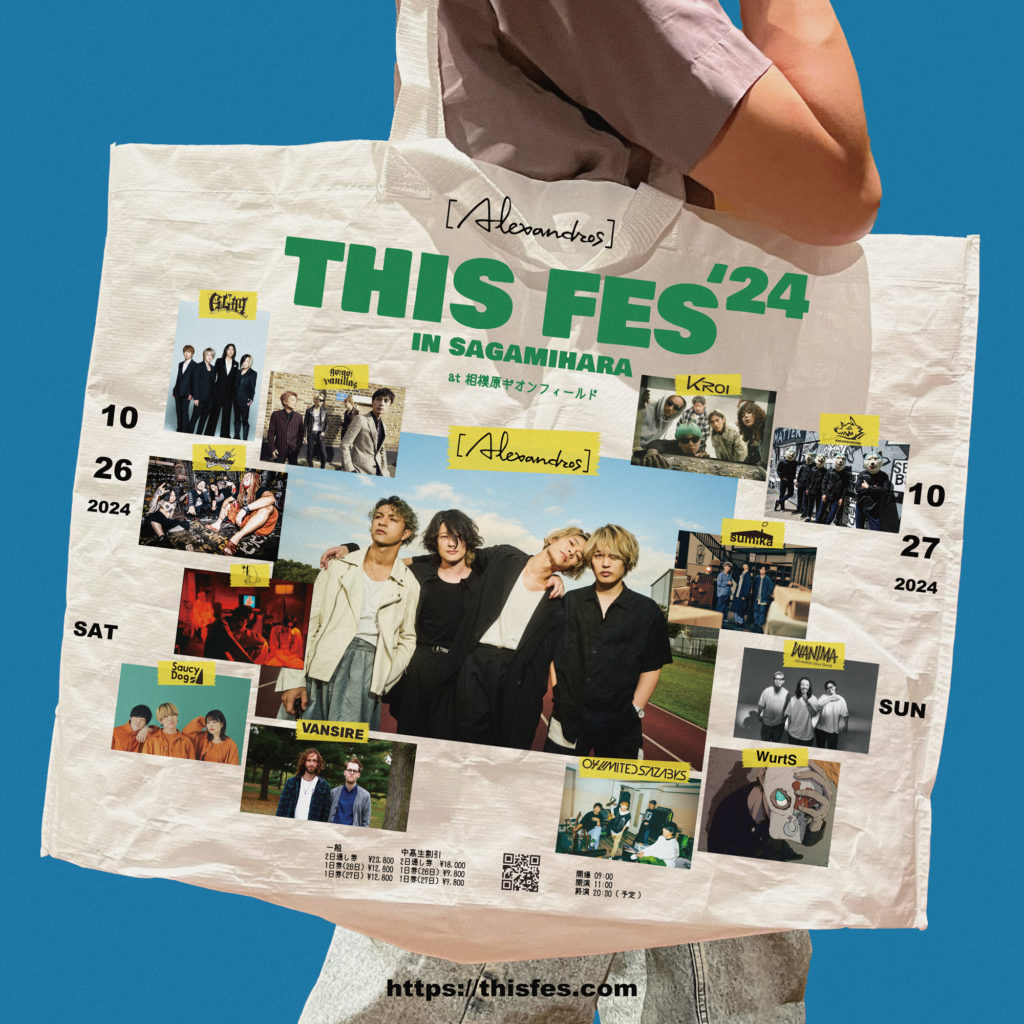 [Alexandros]
THIS FES '24
IN SAGAMIHARA
at 相模原ギオンフィールド
GLAY
go!go!
vanillas
KROI
[Alexandros]
10
26
2024
SAT
10
27
2024
SUN
sumika
Saucy
Dog
WANIMA
VANSIRE
WurtS
04 LIMITED SAZABYS
一般
2日通し券 ¥23,800
1日券(26日) ¥12,800
1日券(27日) ¥12,800
中高生割引
2日通し券 ¥18,000
1日券(26日) ¥9,800
1日券(27日) ¥9,800
開場 09:00
開演 11:00
終演 20:30 (予定)
https://thisfes.com